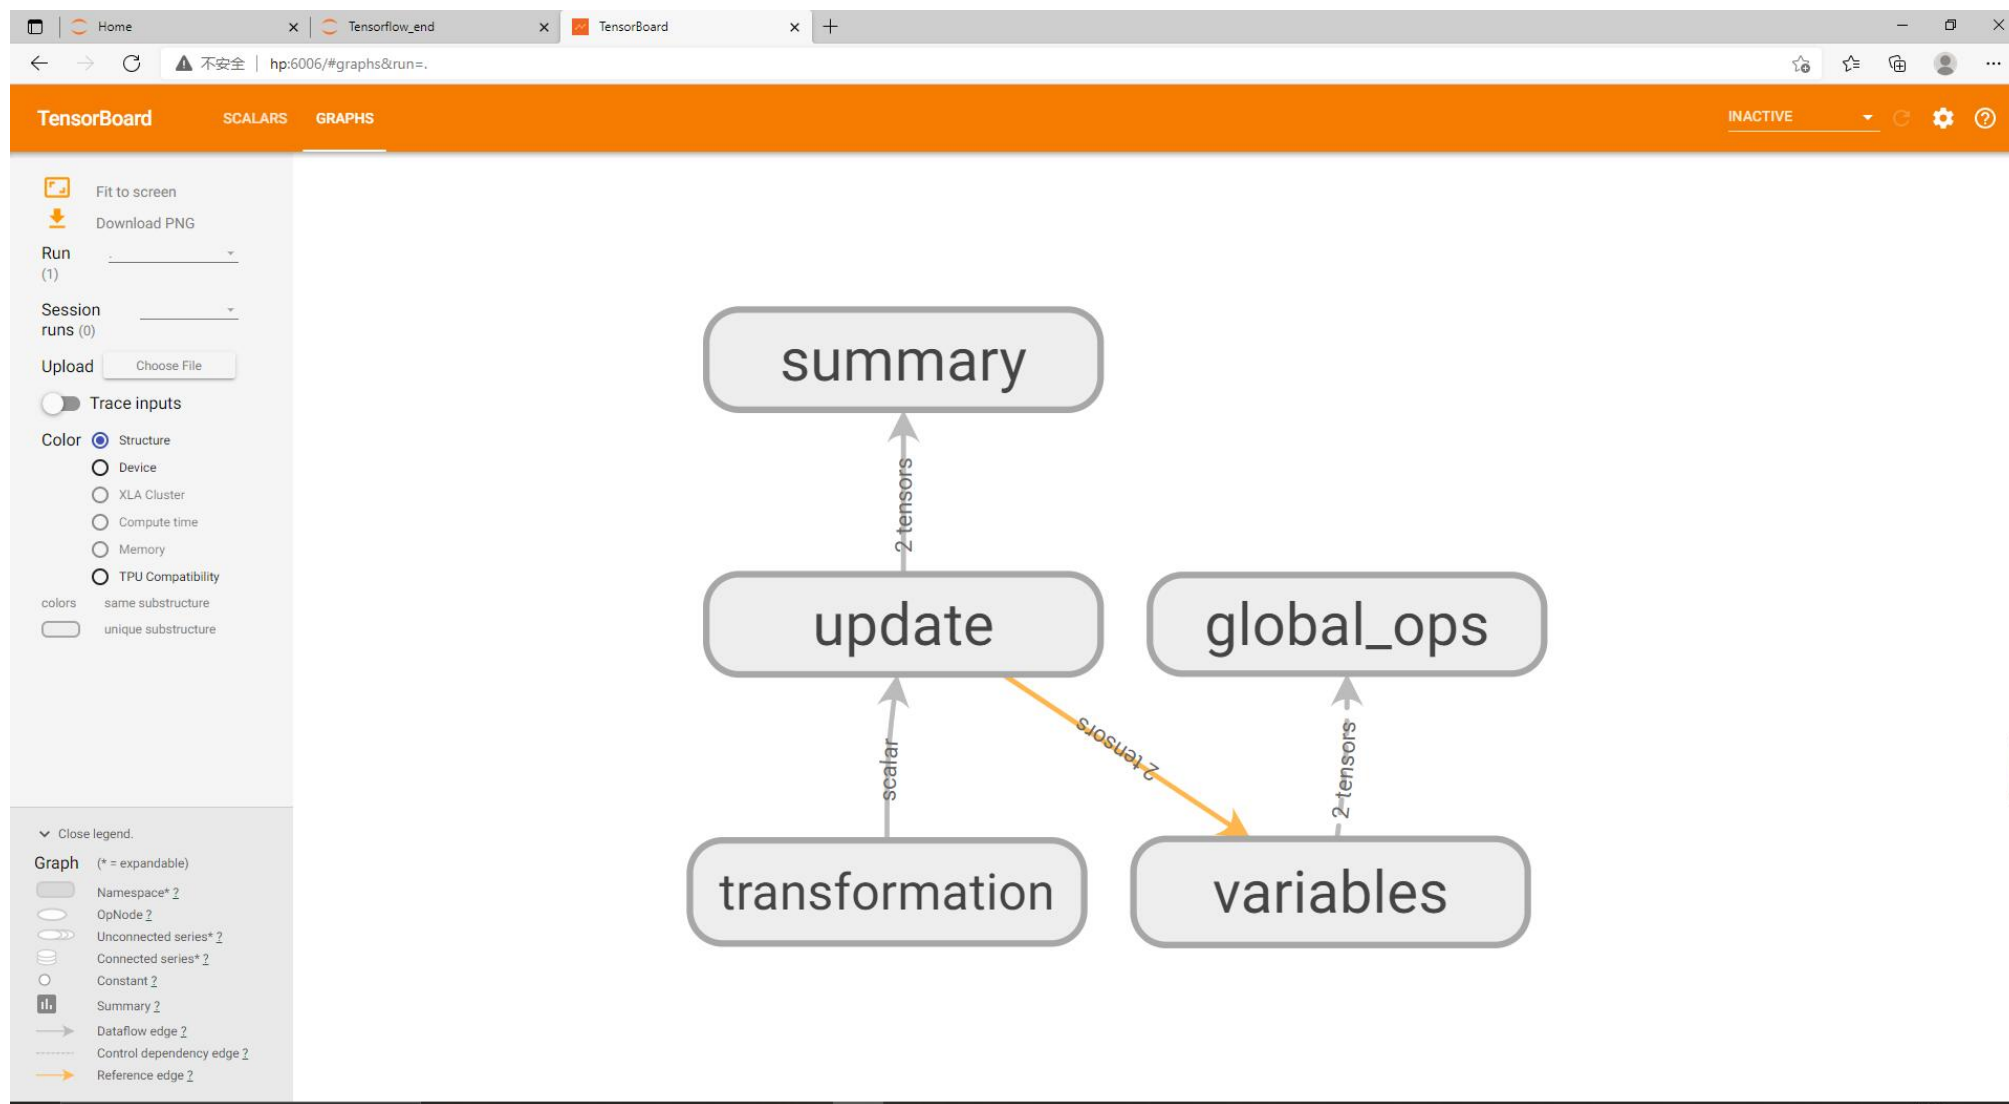 Home
Tensorflow_end
TensorBoard
不安全 | hp:6006/#graphs&run=.
TensorBoard
SCALARS
GRAPHS
INACTIVE
Fit to screen
Download PNG
Run
(1)
.
Session
runs (0)
Upload
Choose File
Trace inputs
Color
Structure
Device
XLA Cluster
Compute time
Memory
TPU Compatibility
colors same substructure
unique substructure
Close legend.
Graph (* = expandable)
Namespace* ?
OpNode ?
Unconnected series* ?
Connected series* ?
Constant ?
Summary ?
Dataflow edge ?
Control dependency edge ?
Reference edge ?
summary
2 tensors
update
global_ops
scalar
2 tensors
2 tensors
transformation
variables